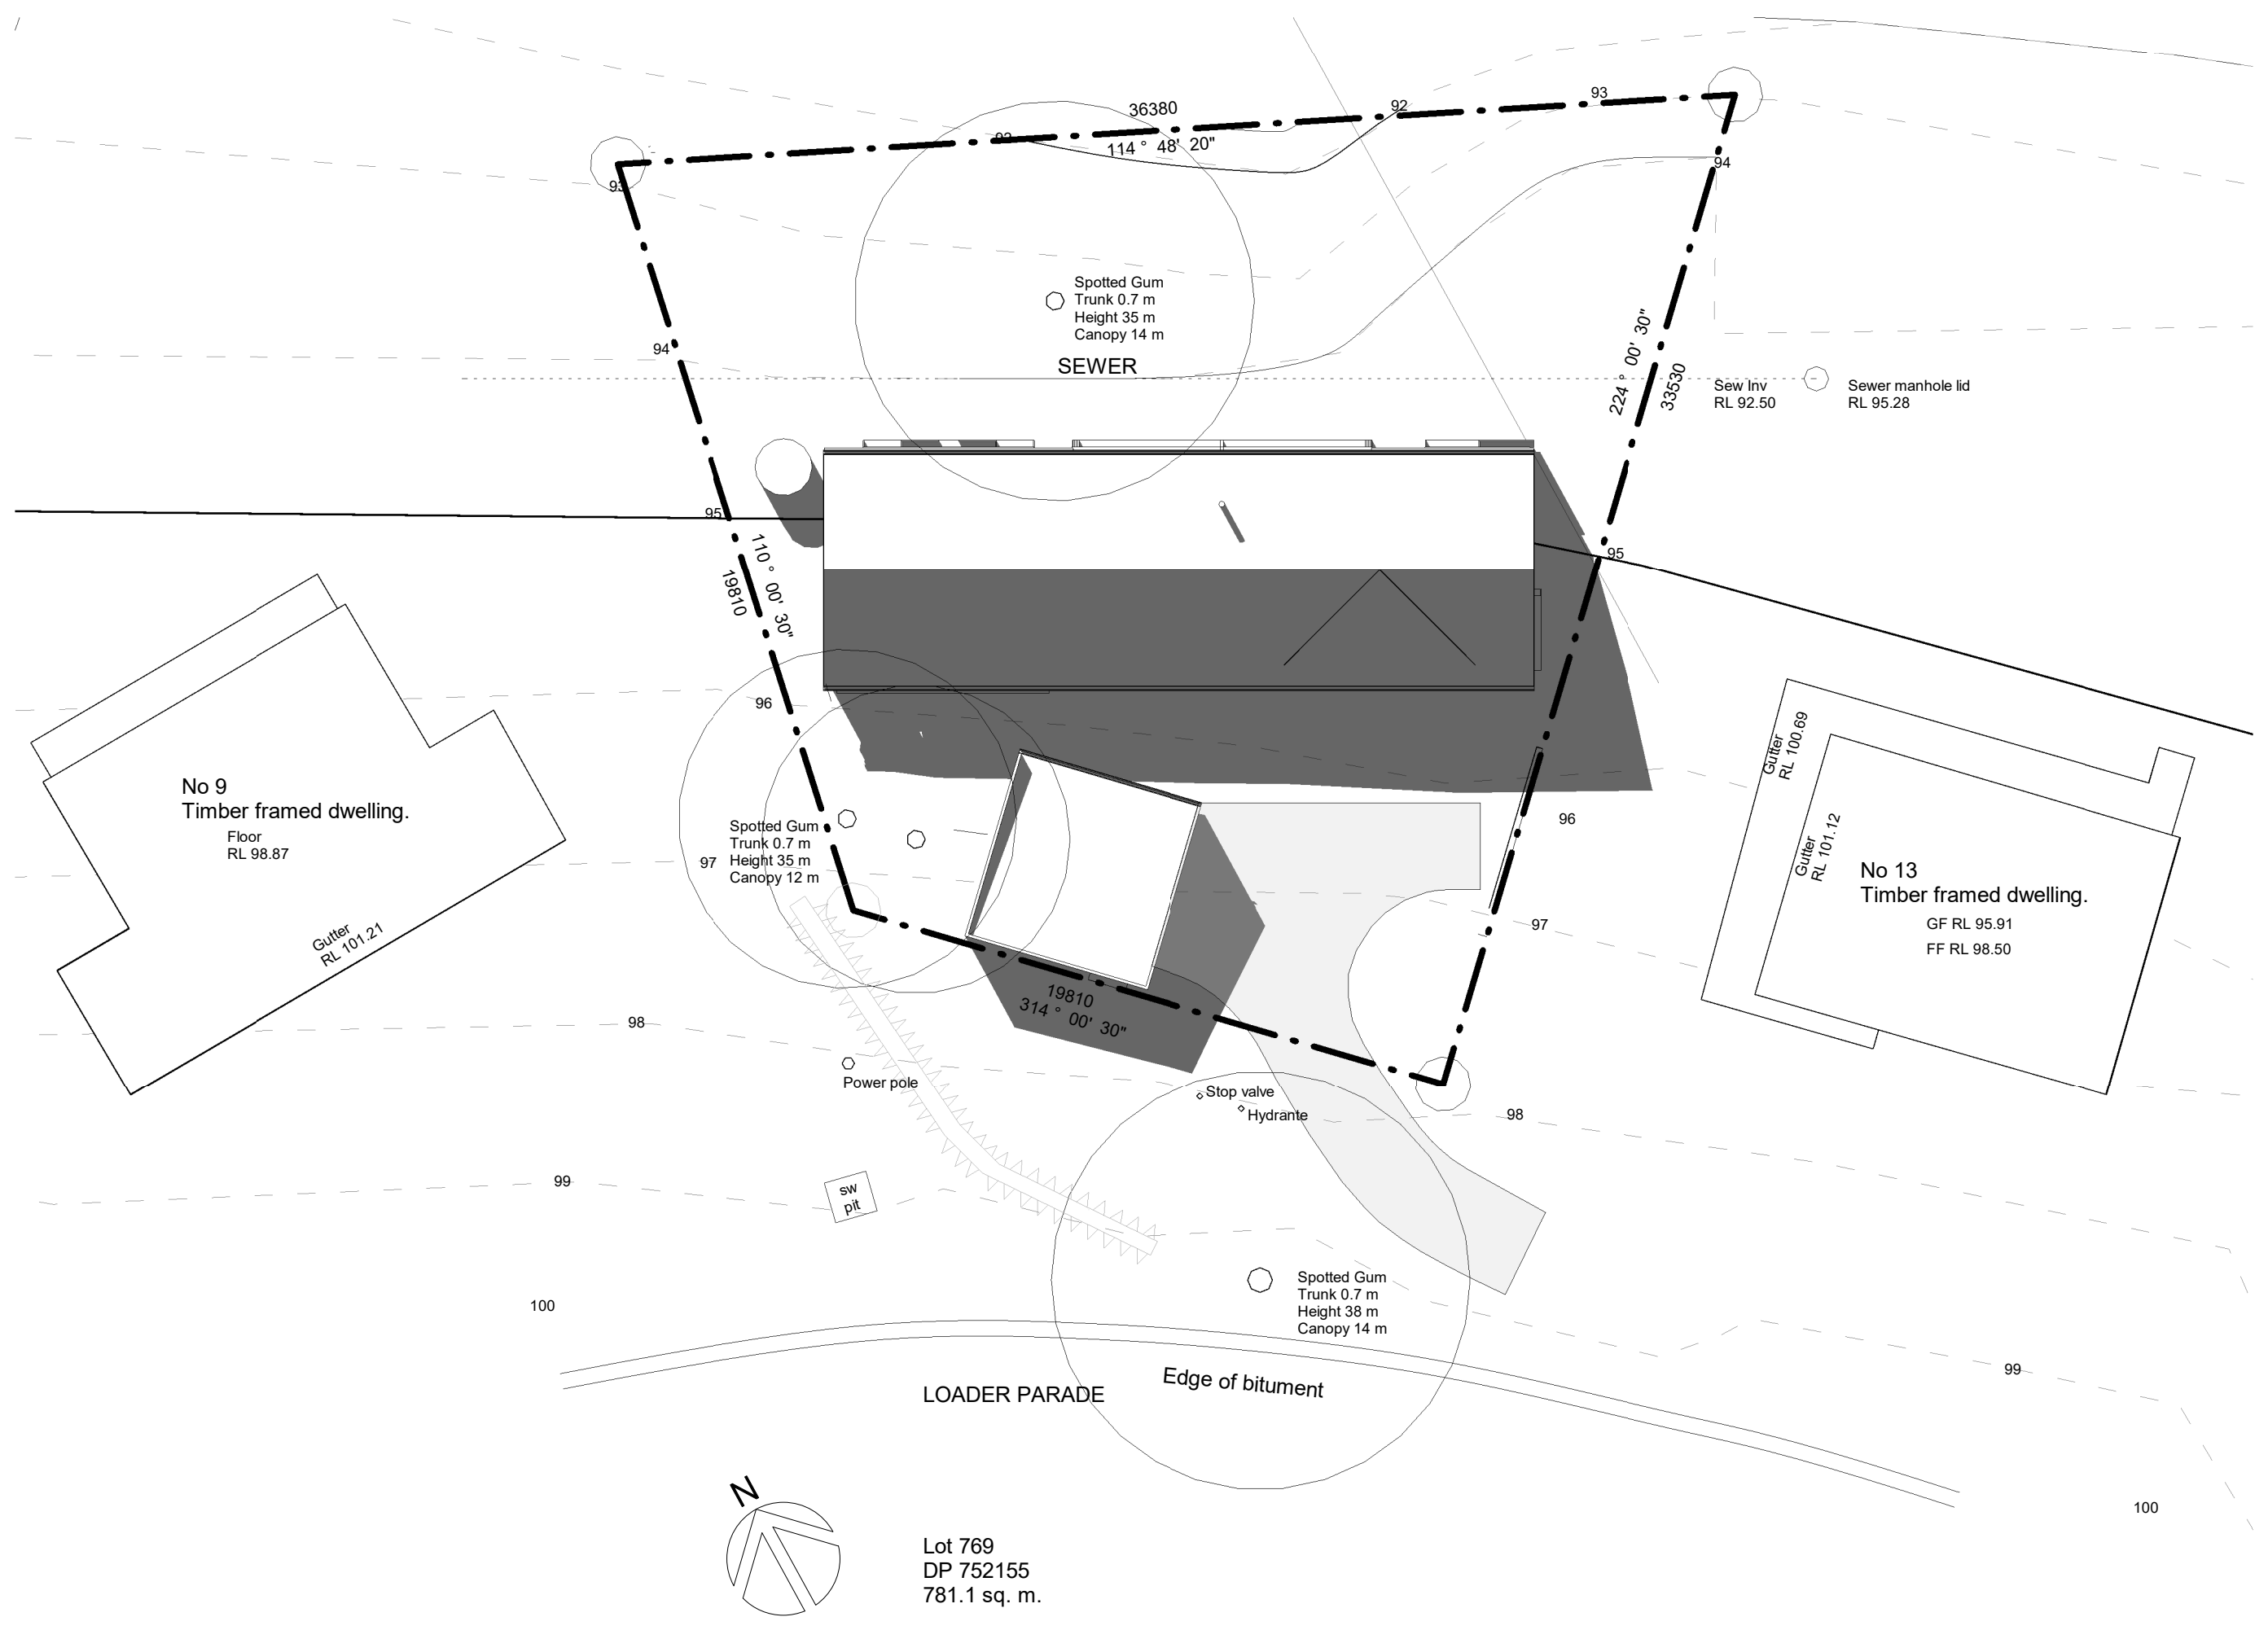 36380
92
93
92
114 ° 48' 20"
94
93
Spotted Gum
Trunk 0.7 m
Height 35 m
Canopy 14 m
94
SEWER
224 ° 00' 30"
33530
Sew Inv
RL 92.50
Sewer manhole lid
RL 95.28
95
110 ° 00' 30"
19810
95
96
Gutter
RL 100.69
No 9
Timber framed dwelling.
Floor
RL 98.87
Gutter
RL 101.21
Spotted Gum
Trunk 0.7 m
Height 35 m
Canopy 12 m
97
96
Gutter
RL 101.12
No 13
Timber framed dwelling.
GF RL 95.91
FF RL 98.50
97
19810
314 ° 00' 30"
98
Power pole
Stop valve
Hydrante
98
99
sw
pit
Spotted Gum
Trunk 0.7 m
Height 38 m
Canopy 14 m
100
99
Edge of bitument
LOADER PARADE
N
100
Lot 769
DP 752155
781.1 sq. m.